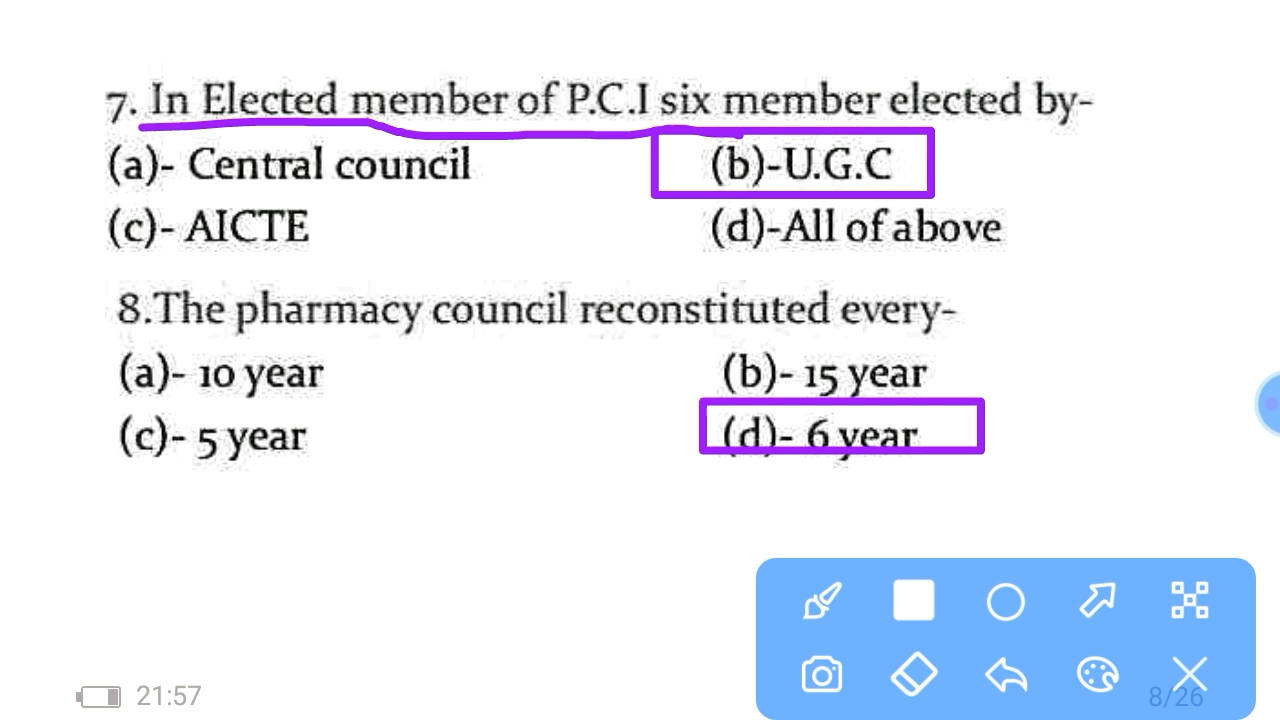 7. In Elected member of P.C.I six member elected by-
(a)- Central council (b)-U.G.C
(c)- AICTE (d)-All of above
8.The pharmacy council reconstituted every-
(a)- 10 year (b)- 15 year
(c)- 5 year (d)- 6 year
21:57 8/26